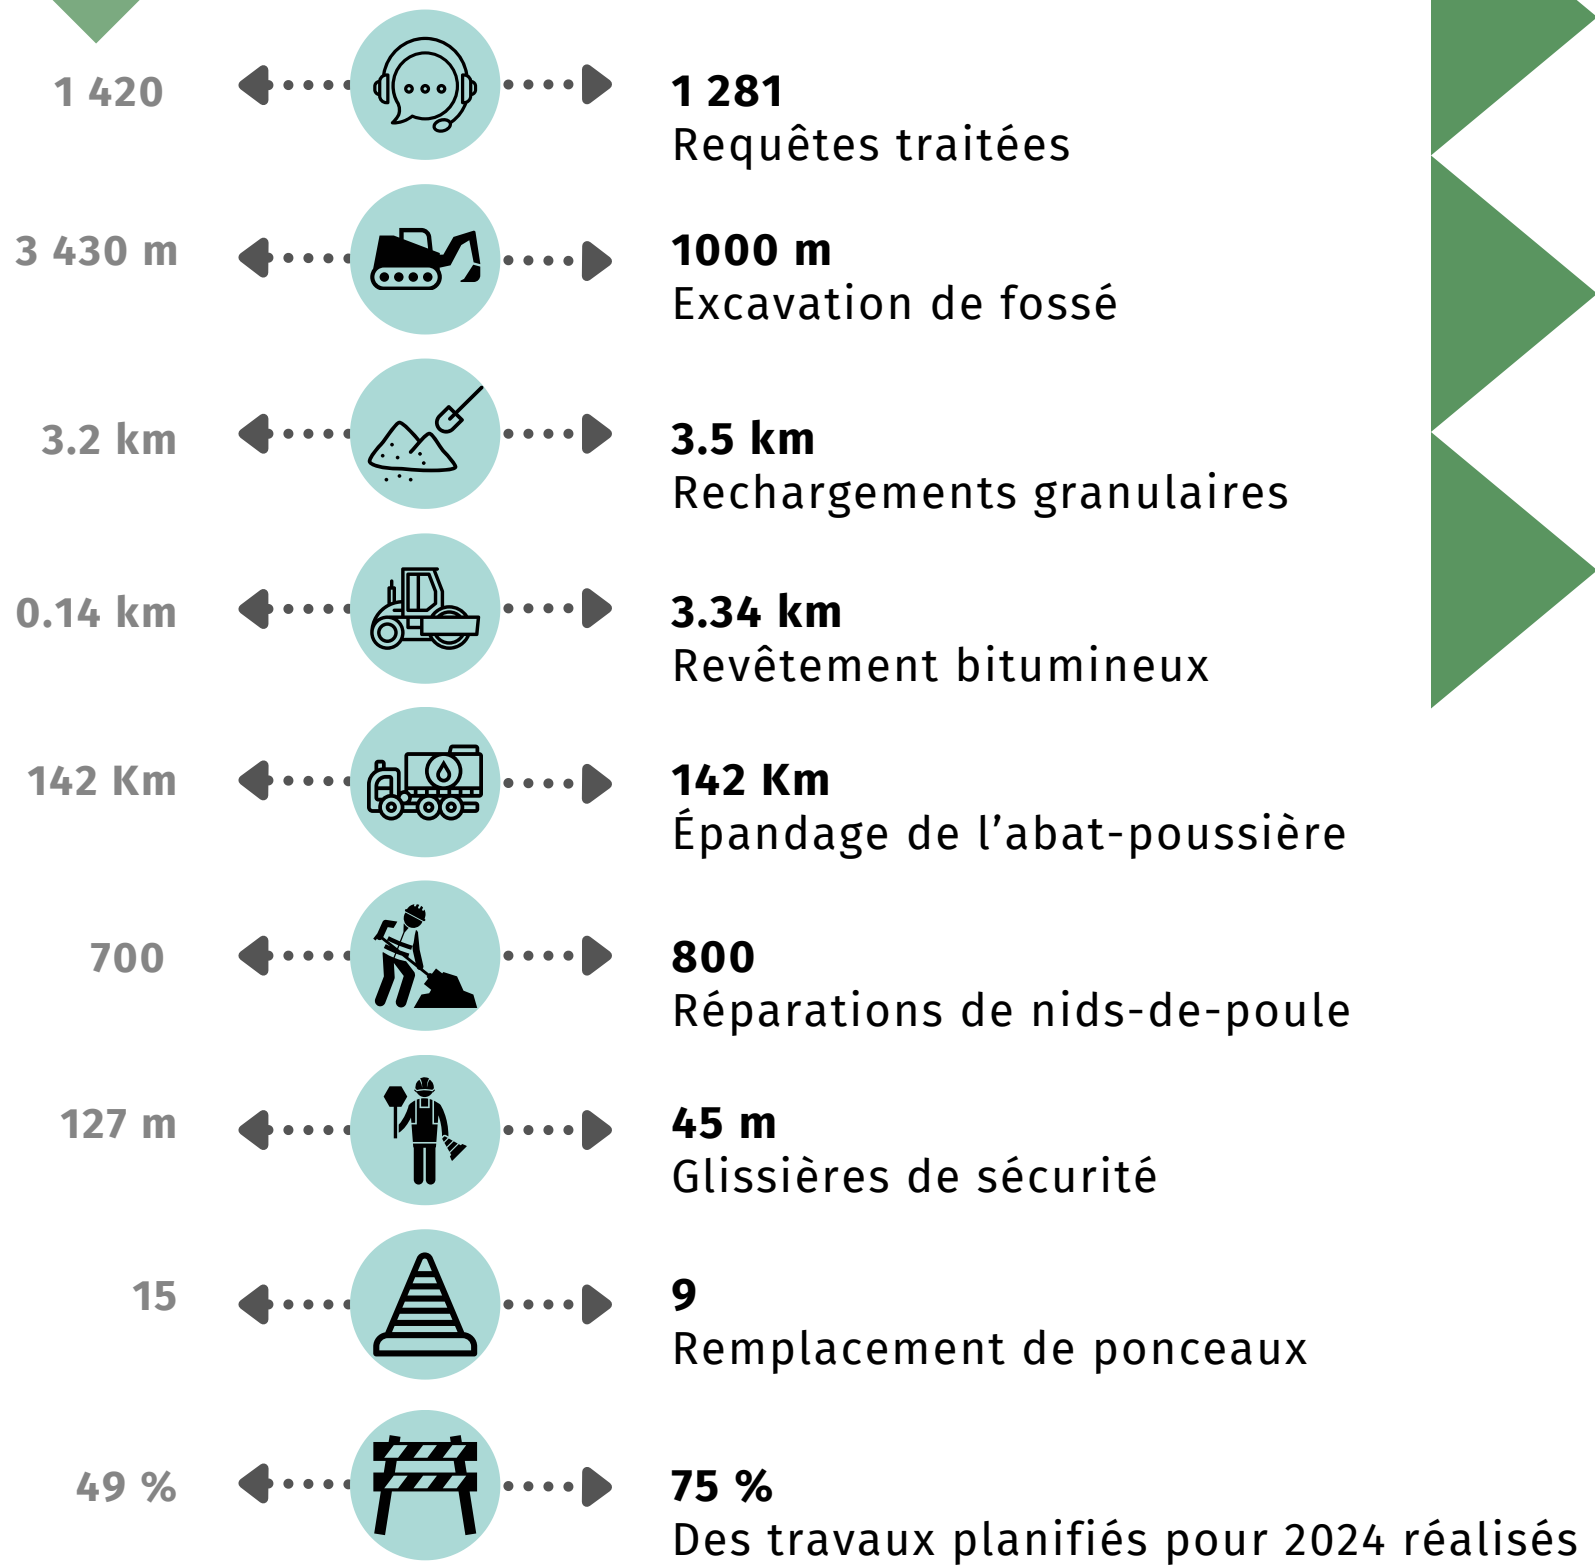 1 420
1 281
Requêtes traitées
3 430 m
1000 m
Excavation de fossé
3.2 km
3.5 km
Rechargements granulaires
0.14 km
3.34 km
Revêtement bitumineux
142 Km
142 Km
Épandage de l’abat-poussière
700
800
Réparations de nids-de-poule
127 m
45 m
Glissières de sécurité
15
9
Remplacement de ponceaux
49 %
75 %
Des travaux planifiés pour 2024 réalisés